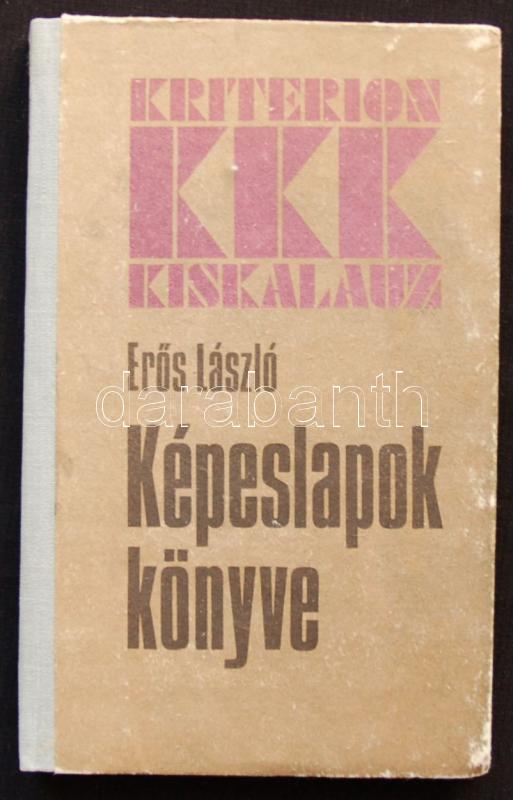 KRITERION
KKK
KISKALAUZ
Erős László
darabanth
Képeslapok
könyve